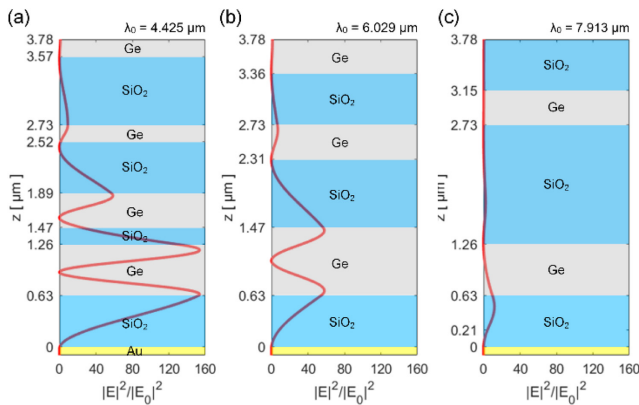 (a)
λ₀ = 4.425 µm
3.78
3.57
2.73
2.52
1.89
1.47
1.26
0.63
0
z [ µm]
Ge
SiO₂
Ge
SiO₂
Ge
SiO₂
Ge
SiO₂
Au
0 40 80 120 160
|E|²/|E₀|²
(b)
λ₀ = 6.029 µm
3.78
3.36
2.73
2.31
1.47
0.63
0
z [ µm]
Ge
SiO₂
Ge
SiO₂
Ge
SiO₂
0 40 80 120 160
|E|²/|E₀|²
(c)
λ₀ = 7.913 µm
3.78
3.15
2.73
1.26
0.63
0.21
0
z [ µm]
SiO₂
Ge
SiO₂
Ge
SiO₂
0 40 80 120 160
|E|²/|E₀|²